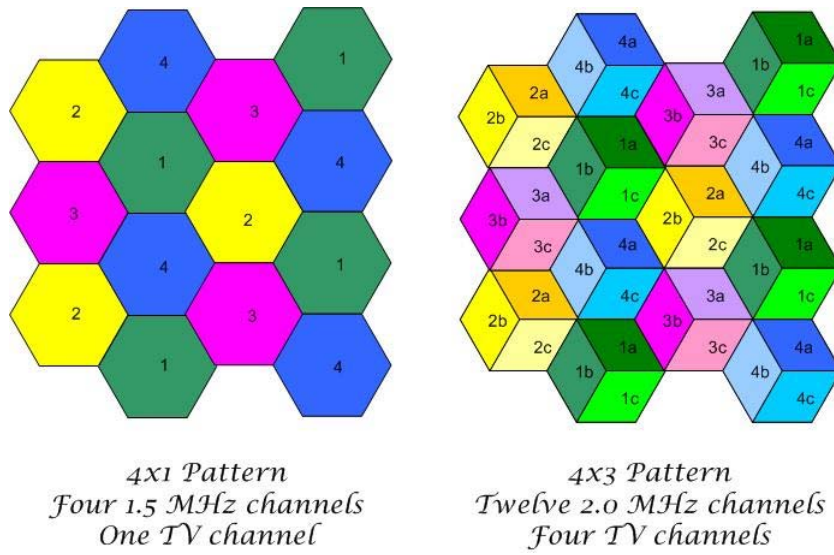 4 1
2 3
1 4
3 2
4 1
2 3
1 4
4x1 Pattern
Four 1.5 MHz channels
One TV channel
4a 1a
4b 1b
2a 4c 3a 1c
2b 3b
2c 1a 3c 4a
1b 4b
3a 1c 2a 4c
3b 2b
3c 4a 2c 1a
4b 1b
2a 4c 3a 1c
2b 3b
2c 1a 3c 4a
1b 4b
1c 4c
4x3 Pattern
Twelve 2.0 MHz channels
Four TV channels